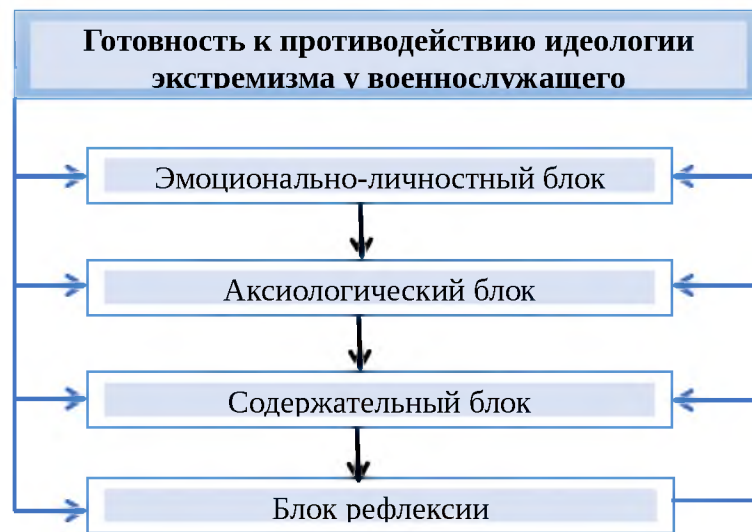 Готовность к противодействию идеологии
экстремизма у военнослужащего
Эмоционально-личностный блок
Аксиологический блок
Содержательный блок
Блок рефлексии